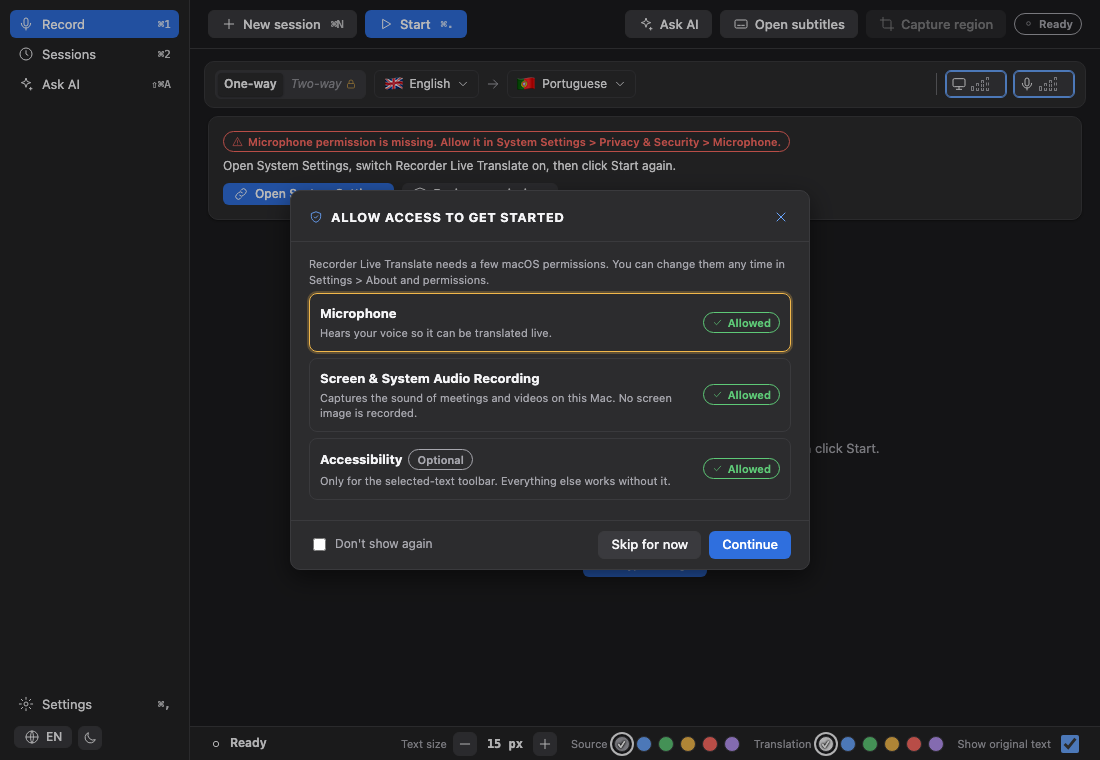 Record ⌘1
Sessions ⌘2
Ask AI ⇧⌘A
New session ⌘N
Start ⌘.
Ask AI
Open subtitles
Capture region
Ready
One-way
Two-way
English
Portuguese
Microphone permission is missing. Allow it in System Settings > Privacy & Security > Microphone.
Open System Settings, switch Recorder Live Translate on, then click Start again.
Open
ALLOW ACCESS TO GET STARTED
Recorder Live Translate needs a few macOS permissions. You can change them any time in
Settings > About and permissions.
Microphone
Hears your voice so it can be translated live.
Allowed
Screen & System Audio Recording
Captures the sound of meetings and videos on this Mac. No screen
image is recorded.
Allowed
Accessibility Optional
Only for the selected-text toolbar. Everything else works without it.
Allowed
click Start.
Don't show again
Skip for now
Continue
Settings ⌘,
EN
Ready
Text size
15 px
Source
Translation
Show original text